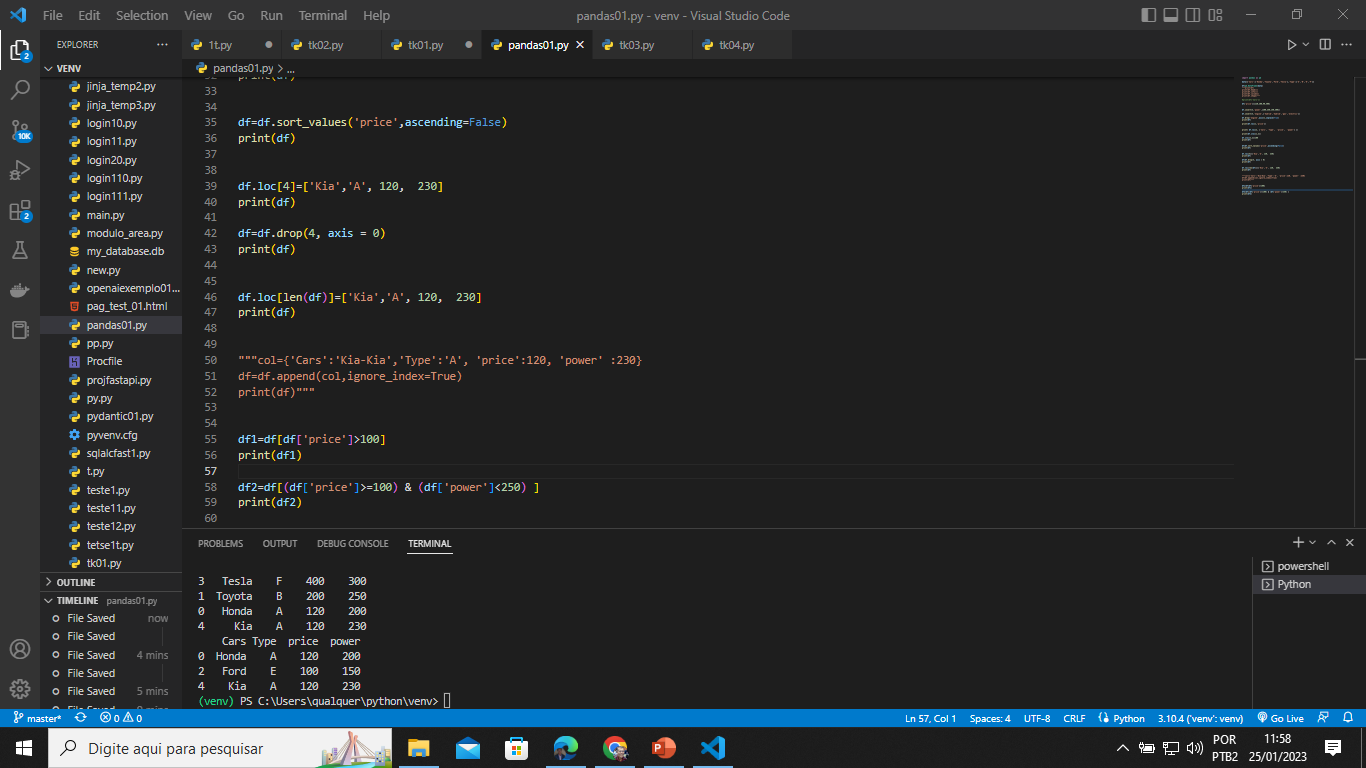 File Edit Selection View Go Run Terminal Help
pandas01.py - venv - Visual Studio Code
EXPLORER ...
1t.py
tk02.py
tk01.py
pandas01.py
tk03.py
tk04.py
VENV
pandas01.py > ...
jinja_temp2.py
jinja_temp3.py
login10.py
login11.py
login20.py
login110.py
login111.py
main.py
modulo_area.py
my_database.db
new.py
openaiexemplo01...
pag_test_01.html
pandas01.py
pp.py
Procfile
projfastapi.py
py.py
pydantic01.py
pyvenv.cfg
sqlalcfast1.py
t.py
teste1.py
teste11.py
teste12.py
tetse1t.py
tk01.py
OUTLINE
TIMELINE pandas01.py
File Saved now
File Saved
File Saved 4 mins
File Saved
File Saved 5 mins
2
10K
2
32 print(df)
33
34
35 df=df.sort_values('price',ascending=False)
36 print(df)
37
38
39 df.loc[4]=['Kia','A', 120,  230]
40 print(df)
41
42 df=df.drop(4, axis = 0)
43 print(df)
44
45
46 df.loc[len(df)]=['Kia','A', 120,  230]
47 print(df)
48
49
50 """col={'Cars':'Kia-Kia','Type':'A', 'price':120, 'power' :230}
51 df=df.append(col,ignore_index=True)
52 print(df)"""
53
54
55 df1=df[df['price']>100]
56 print(df1)
57
58 df2=df[(df['price']>=100) & (df['power']<250) ]
59 print(df2)
60
PROBLEMS OUTPUT DEBUG CONSOLE TERMINAL
3 Tesla F 400 300
1 Toyota B 200 250
0 Honda A 120 200
4 Kia A 120 230
Cars Type price power
0 Honda A 120 200
2 Ford E 100 150
4 Kia A 120 230
(venv) PS C:\Users\qualquer\python\venv>
powershell
Python
master* 0 0 Ln 57, Col 1 Spaces: 4 UTF-8 CRLF Python 3.10.4 ('venv': venv) Go Live
Digite aqui para pesquisar
POR
PTB2
11:58
25/01/2023